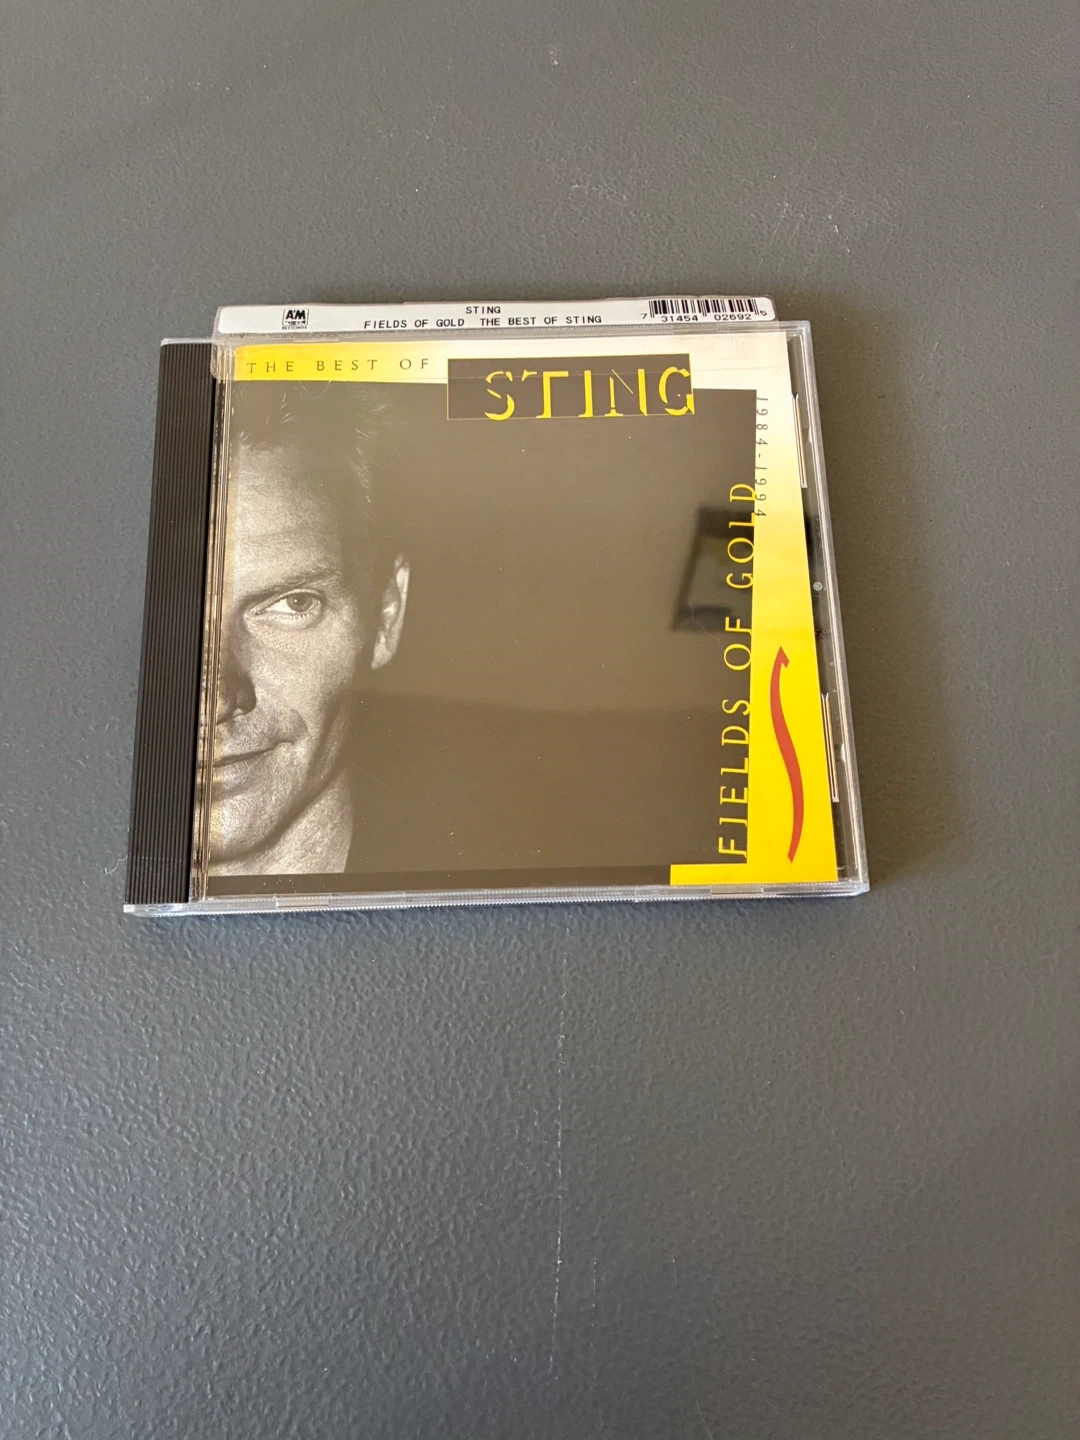 A&M
RECORDS
STING
FIELDS OF GOLD THE BEST OF STING
7 31454 02692 5
THE BEST OF
STING
1984-1994
FIELDS OF GOLD